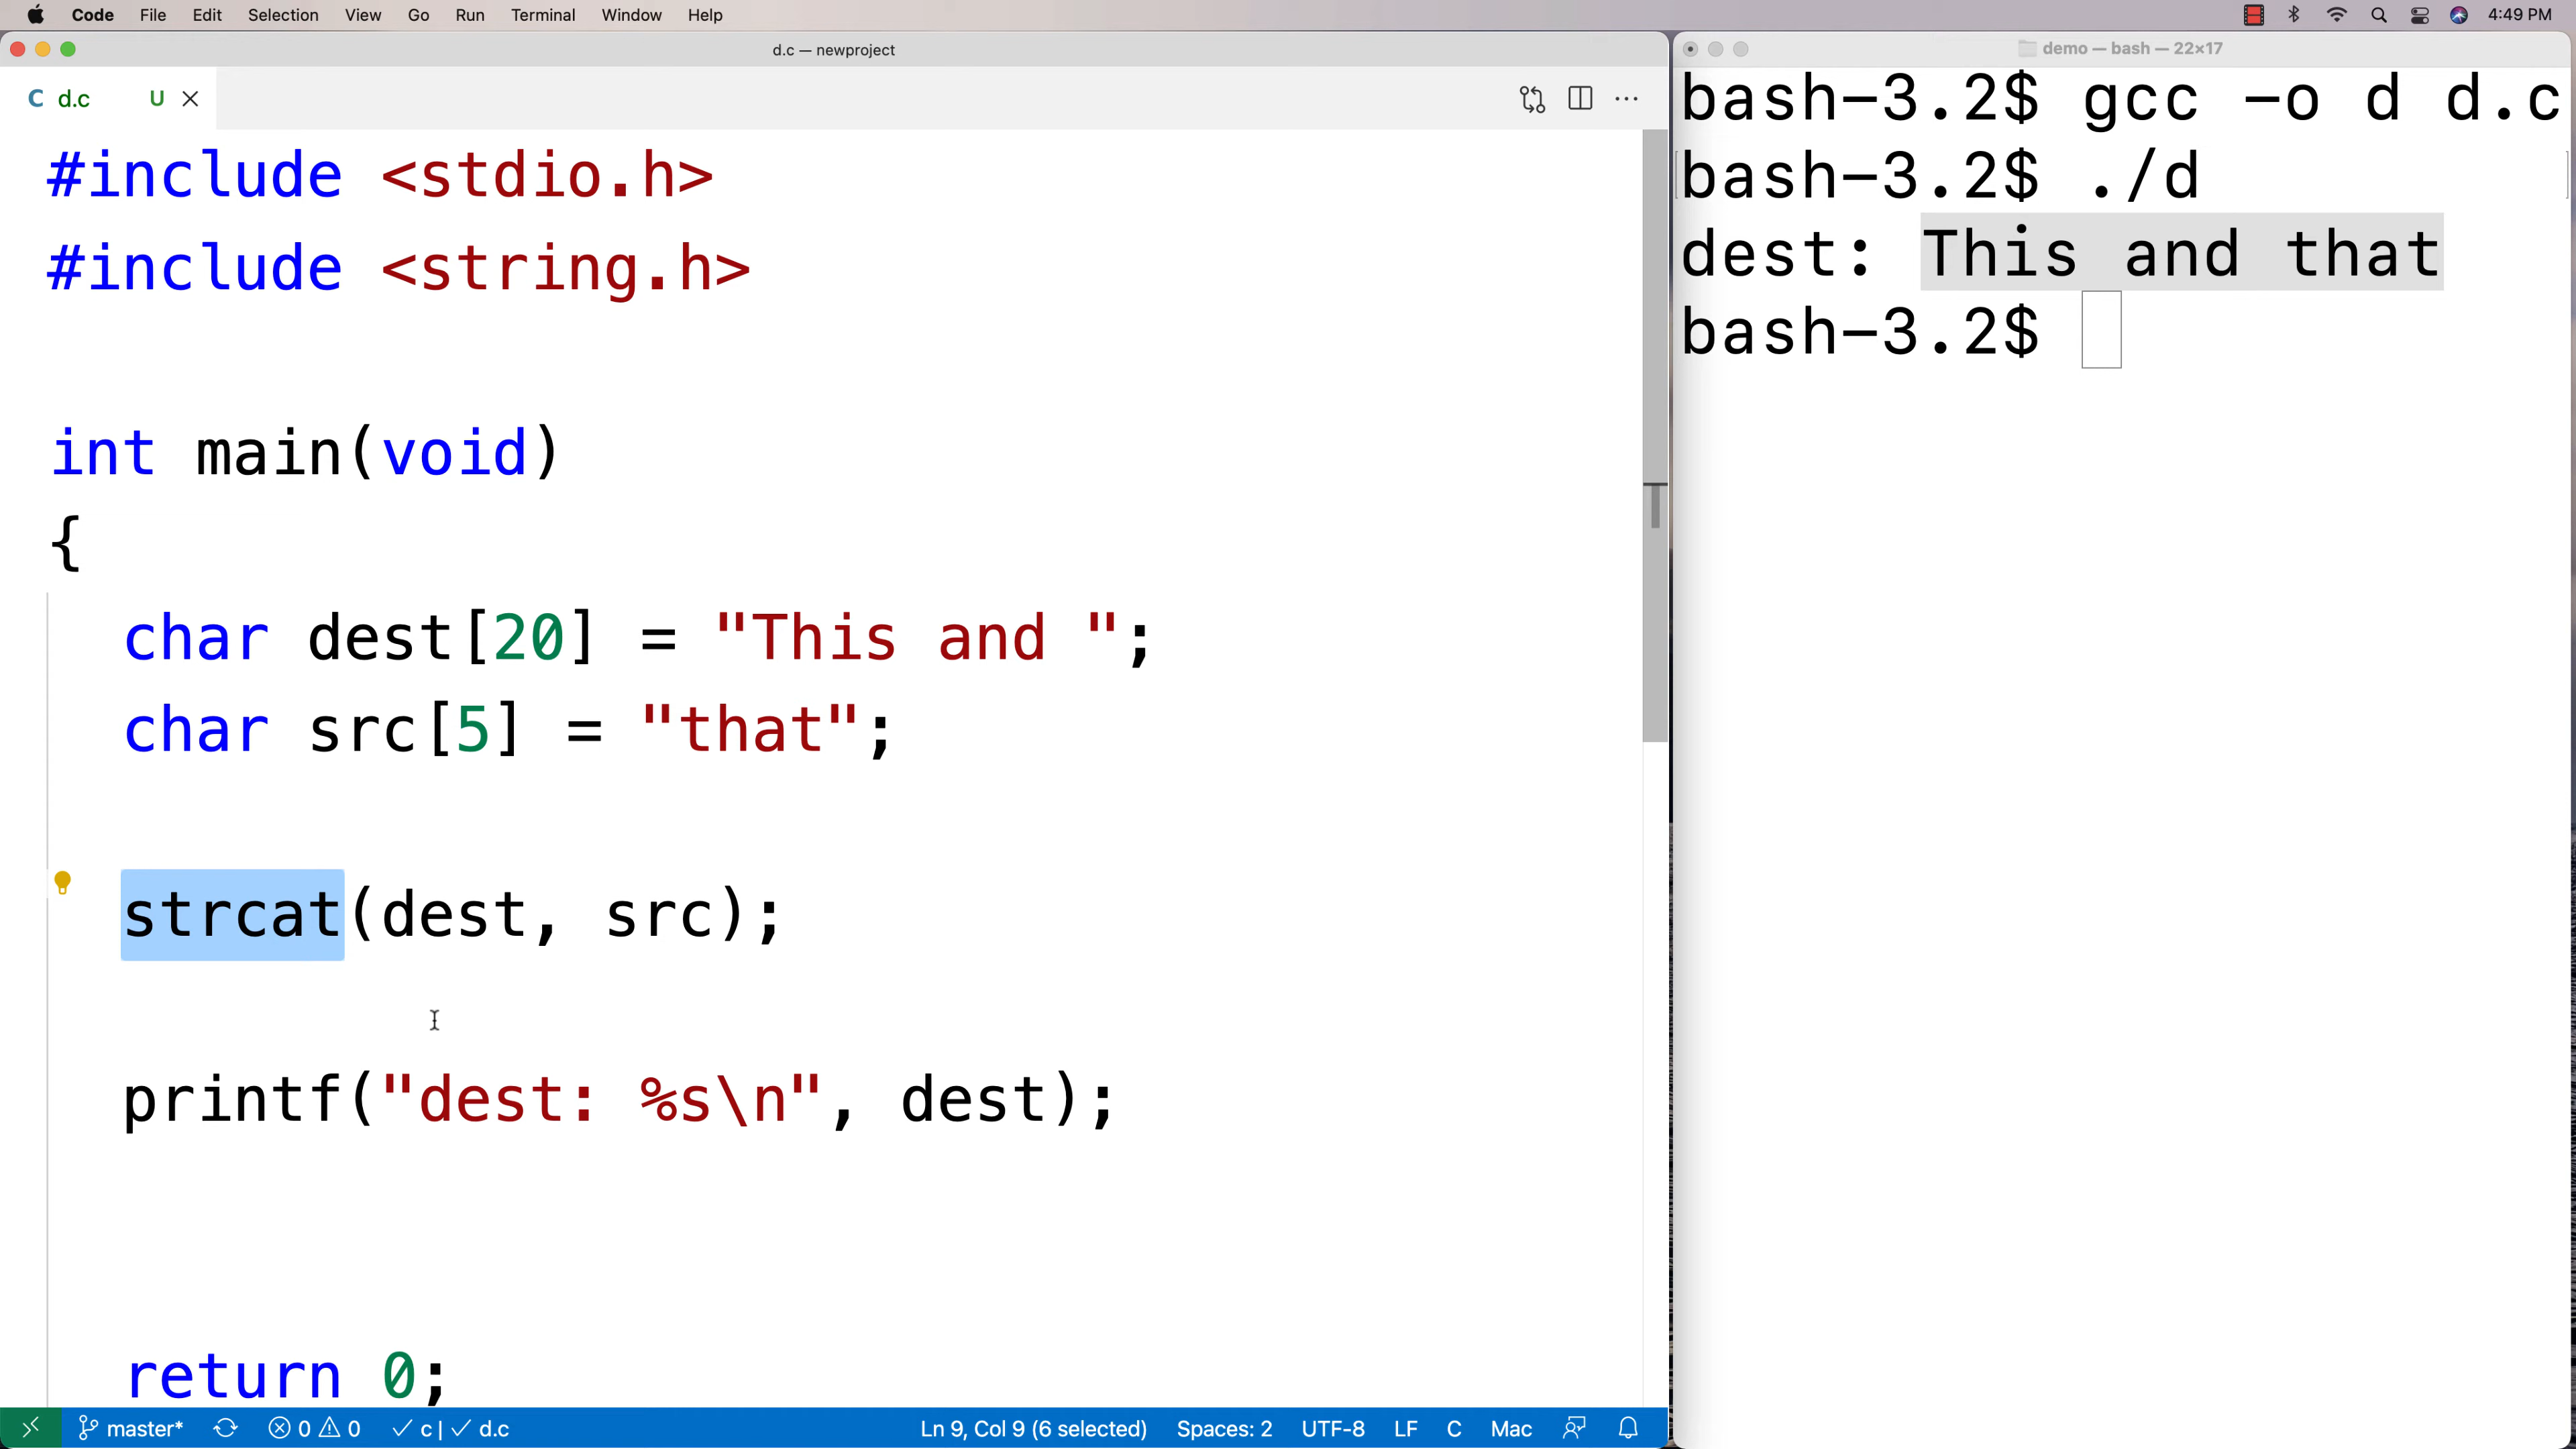 Code File Edit Selection View Go Run Terminal Window Help 4:49 PM
d.c — newproject
C d.c U
#include <stdio.h>
#include <string.h>
int main(void)
{
char dest[20] = "This and ";
char src[5] = "that";
strcat(dest, src);
printf("dest: %s\n", dest);
return 0;
master* 0 0 c | d.c Ln 9, Col 9 (6 selected) Spaces: 2 UTF-8 LF C Mac
demo — bash — 22×17
bash-3.2$ gcc -o d d.c
bash-3.2$ ./d
dest: This and that
bash-3.2$